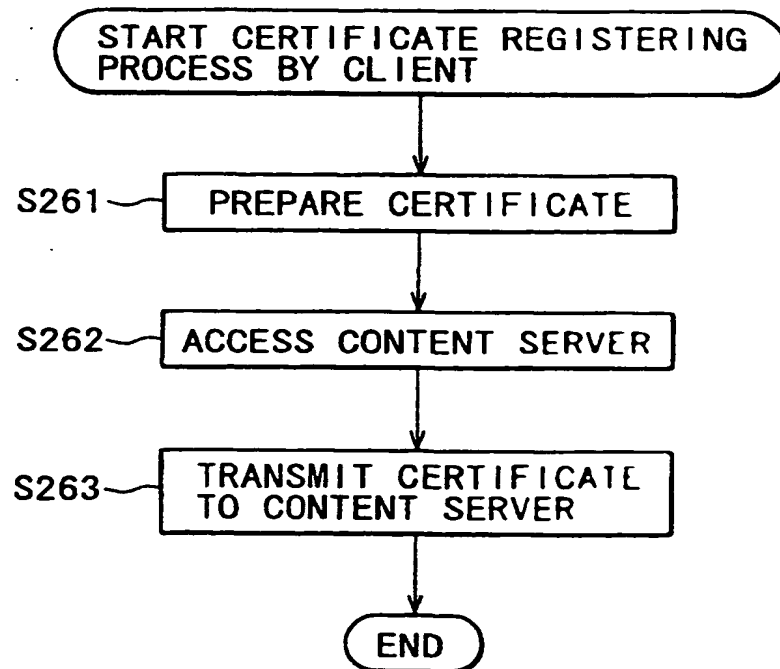 START CERTIFICATE REGISTERING
PROCESS BY CLIENT
S261
PREPARE CERTIFICATE
S262
ACCESS CONTENT SERVER
S263
TRANSMIT CERTIFICATE
TO CONTENT SERVER
END